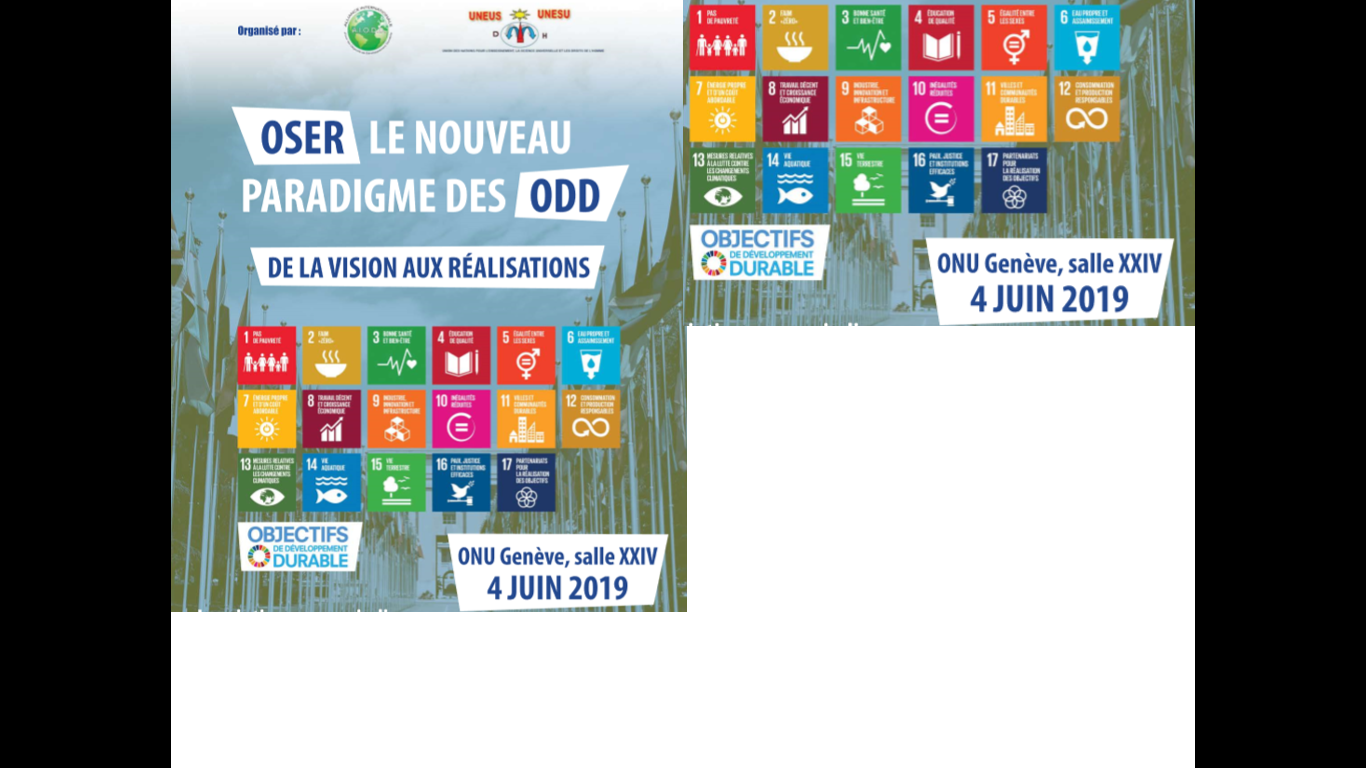 Organisé par :
UNEUS UNESU
D H
OSER LE NOUVEAU
PARADIGME DES ODD
DE LA VISION AUX RÉALISATIONS
1 PAS
DE PAUVRETÉ
2 FAIM
«ZÉRO»
3 BONNE SANTÉ
ET BIEN-ÊTRE
4 ÉDUCATION
DE QUALITÉ
5 ÉGALITÉ ENTRE
LES SEXES
6 EAU PROPRE ET
ASSAINISSEMENT
7 ÉNERGIE PROPRE
ET D'UN COÛT
ABORDABLE
8 TRAVAIL DÉCENT
ET CROISSANCE
ÉCONOMIQUE
9 INDUSTRIE,
INNOVATION ET
INFRASTRUCTURE
10 INÉGALITÉS
RÉDUITES
11 VILLES ET
COMMUNAUTÉS
DURABLES
12 CONSOMMATION
ET PRODUCTION
RESPONSABLES
13 MESURES RELATIVES
À LA LUTTE CONTRE
LES CHANGEMENTS
CLIMATIQUES
14 VIE
AQUATIQUE
15 VIE
TERRESTRE
16 PAIX, JUSTICE
ET INSTITUTIONS
EFFICACES
17 PARTENARIATS
POUR
LA RÉALISATION
DES OBJECTIFS
OBJECTIFS
DE DÉVELOPPEMENT
DURABLE
ONU Genève, salle XXIV
4 JUIN 2019
1 PAS
DE PAUVRETÉ
2 FAIM
«ZÉRO»
3 BONNE SANTÉ
ET BIEN-ÊTRE
4 ÉDUCATION
DE QUALITÉ
5 ÉGALITÉ ENTRE
LES SEXES
6 EAU PROPRE ET
ASSAINISSEMENT
7 ÉNERGIE PROPRE
ET D'UN COÛT
ABORDABLE
8 TRAVAIL DÉCENT
ET CROISSANCE
ÉCONOMIQUE
9 INDUSTRIE,
INNOVATION ET
INFRASTRUCTURE
10 INÉGALITÉS
RÉDUITES
11 VILLES ET
COMMUNAUTÉS
DURABLES
12 CONSOMMATION
ET PRODUCTION
RESPONSABLES
13 MESURES RELATIVES
À LA LUTTE CONTRE
LES CHANGEMENTS
CLIMATIQUES
14 VIE
AQUATIQUE
15 VIE
TERRESTRE
16 PAIX, JUSTICE
ET INSTITUTIONS
EFFICACES
17 PARTENARIATS
POUR
LA RÉALISATION
DES OBJECTIFS
OBJECTIFS
DE DÉVELOPPEMENT
DURABLE
ONU Genève, salle XXIV
4 JUIN 2019